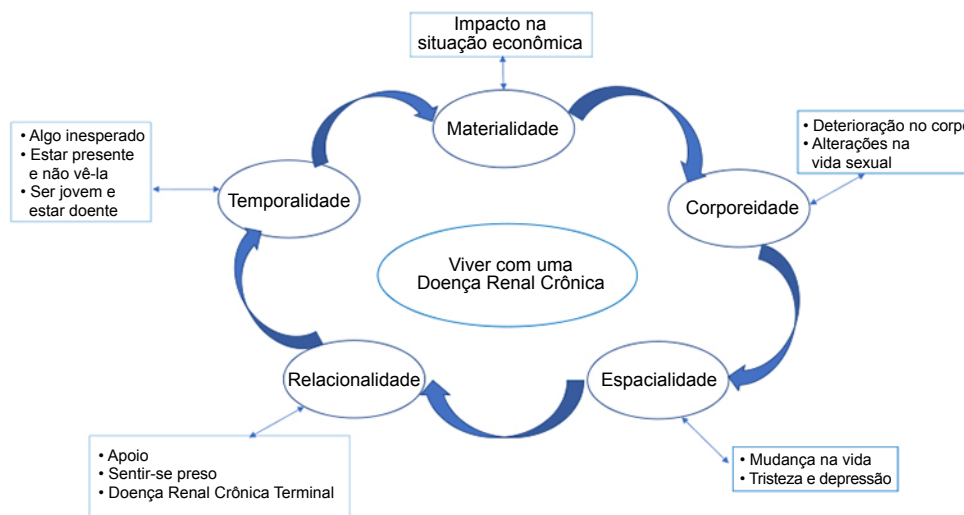 Impacto na
situação econômica
Materialidade
• Algo inesperado
• Estar presente
e não vê-la
• Ser jovem e
estar doente
Temporalidade
• Deterioração no corpo
• Alterações na
vida sexual
Corporeidade
Viver com uma
Doença Renal Crônica
Relacionalidade
Espacialidade
• Apoio
• Sentir-se preso
• Doença Renal Crônica Terminal
• Mudança na vida
• Tristeza e depressão